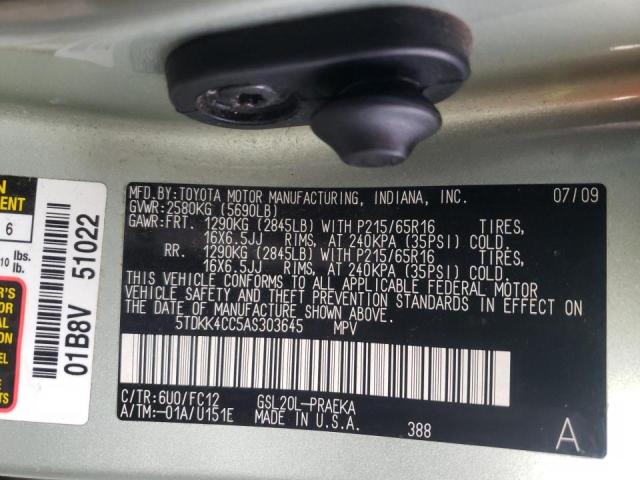 N
EMENT
6
10 lbs.
01B8V 51022
R'S
MFD.BY:TOYOTA MOTOR MANUFACTURING, INDIANA, INC. 07/09
GVWR:2580KG (5690LB)
GAWR:FRT. 1290KG (2845LB) WITH P215/65R16 TIRES,
16X6.5JJ RIMS, AT 240KPA (35PSI) COLD.
RR. 1290KG (2845LB) WITH P215/65R16 TIRES,
16X6.5JJ RIMS, AT 240KPA (35PSI) COLD.
THIS VEHICLE CONFORMS TO ALL APPLICABLE FEDERAL MOTOR
VEHICLE SAFETY AND THEFT PREVENTION STANDARDS IN EFFECT ON
THE DATE OF MANUFACTURE SHOWN ABOVE.
5TDKK4CC5AS303645 MPV
C/TR:6U0/FC12 GSL20L-PRAEKA
A/TM:-01A/U151E MADE IN U.S.A. 388 A